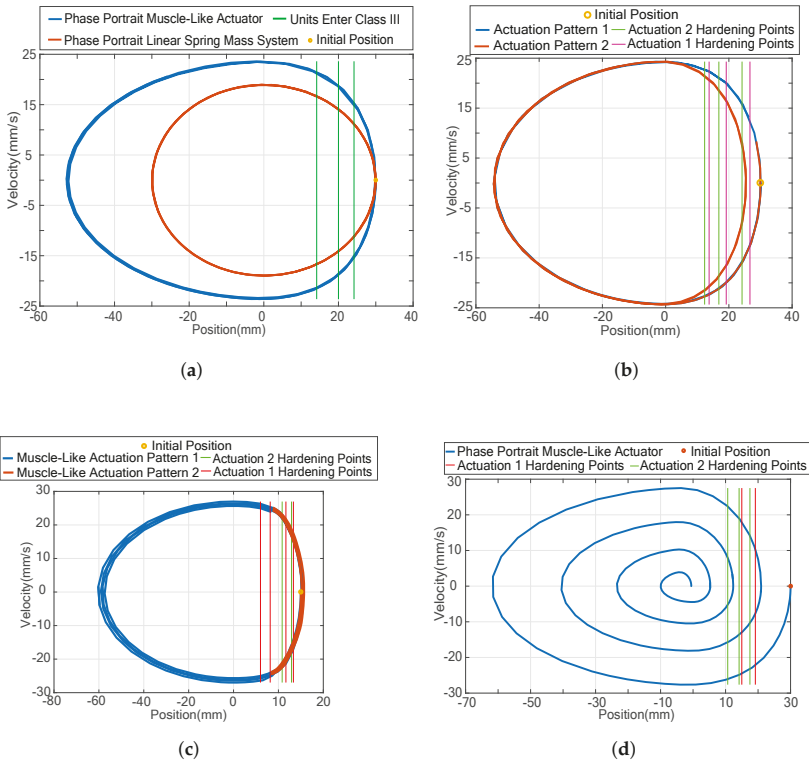 Phase Portrait Muscle-Like Actuator Units Enter Class III
Phase Portrait Linear Spring Mass System Initial Position
25
15
5
-5
-15
-25
Velocity(mm/s)
-60 -40 -20 0 20 40
Position(mm)
(a)
Initial Position
Actuation Pattern 1 Actuation 2 Hardening Points
Actuation Pattern 2 Actuation 1 Hardening Points
25
15
5
-5
-15
-25
Velocity(mm/s)
-60 -40 -20 0 20 40
Position(mm)
(b)
Initial Position
Muscle-Like Actuation Pattern 1 Actuation 2 Hardening Points
Muscle-Like Actuation Pattern 2 Actuation 1 Hardening Points
30
20
10
0
-10
-20
-30
Velocity(mm/s)
-80 -60 -40 -20 0 20
Position(mm)
(c)
Phase Portrait Muscle-Like Actuator Initial Position
Actuation 1 Hardening Points Actuation 2 Hardening Points
30
20
10
0
-10
-20
-30
Velocity(mm/s)
-70 -50 -30 -10 10 30
Position(mm)
(d)